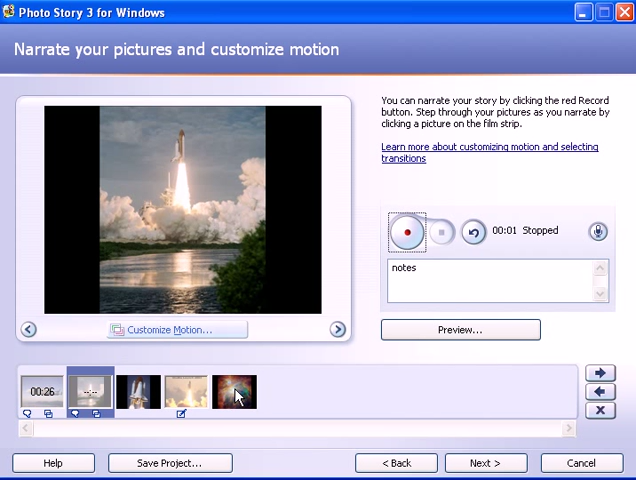 Photo Story 3 for Windows
Narrate your pictures and customize motion
You can narrate your story by clicking the red Record
button. Step through your pictures as you narrate by
clicking a picture on the film strip.
Learn more about customizing motion and selecting
transitions
00:01 Stopped
notes
Customize Motion...
Preview...
00:26
--:--
Help
Save Project...
< Back
Next >
Cancel